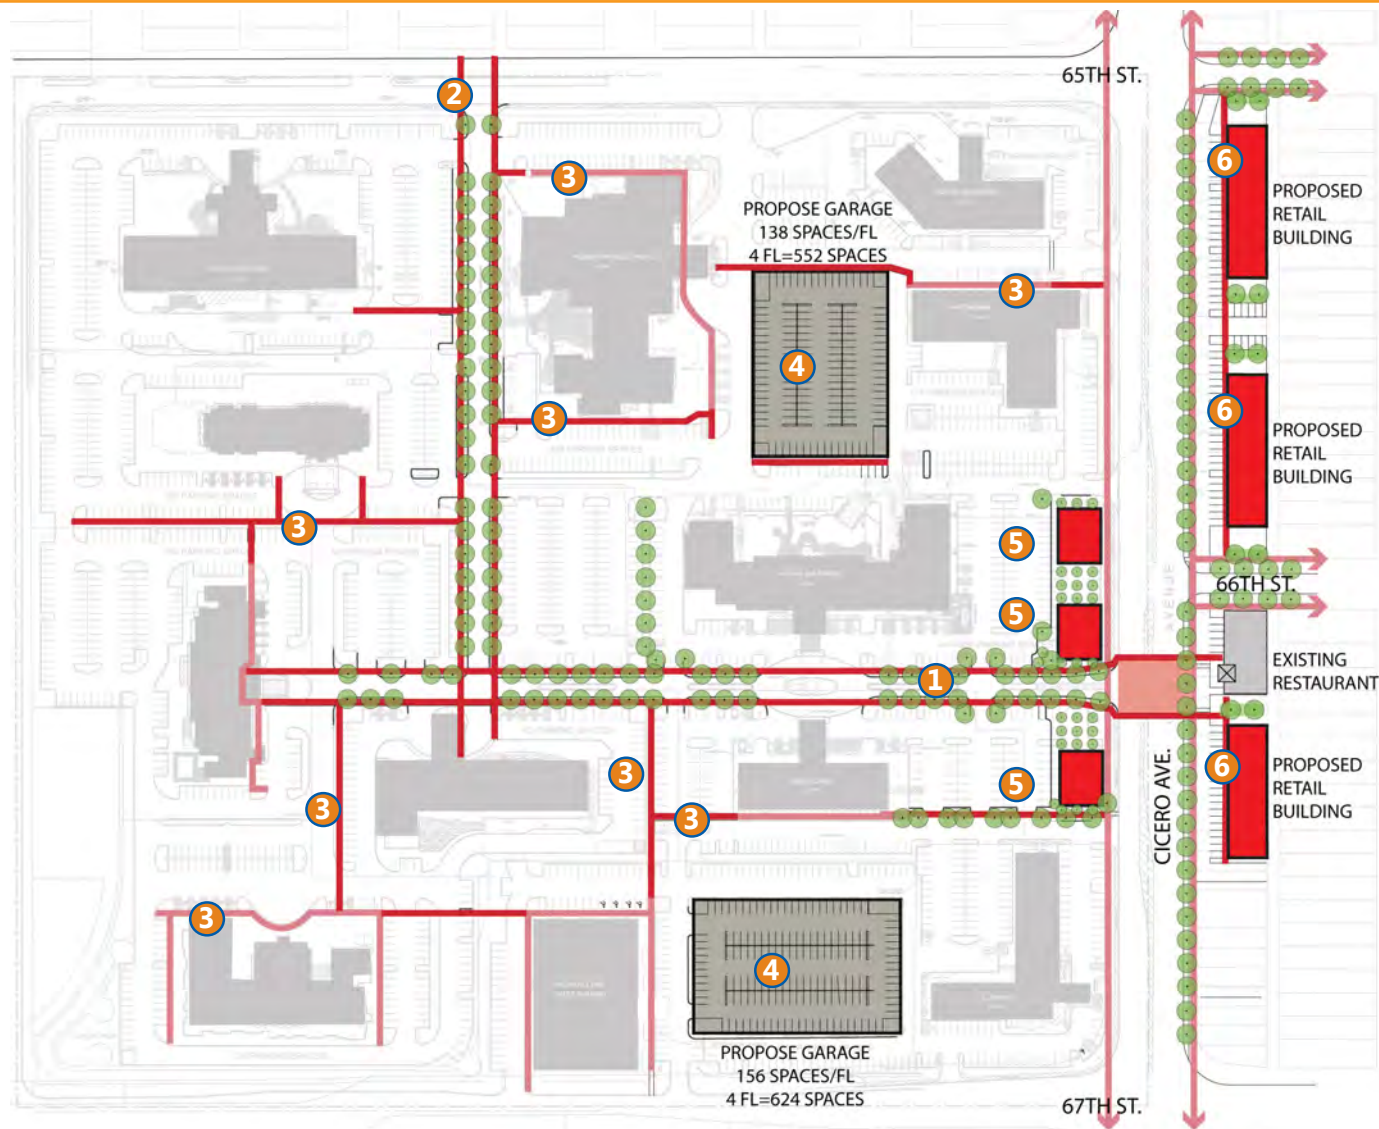 65TH ST.
2
6
3
PROPOSED
RETAIL
BUILDING
PROPOSE GARAGE
138 SPACES/FL
4 FL=552 SPACES
3
4
3
6
PROPOSED
RETAIL
BUILDING
3
5
66TH ST.
5
AVENUE
1
EXISTING
RESTAURANT
3
5
6
PROPOSED
RETAIL
BUILDING
3
3
CICERO AVE.
3
4
PROPOSE GARAGE
156 SPACES/FL
4 FL=624 SPACES
67TH ST.